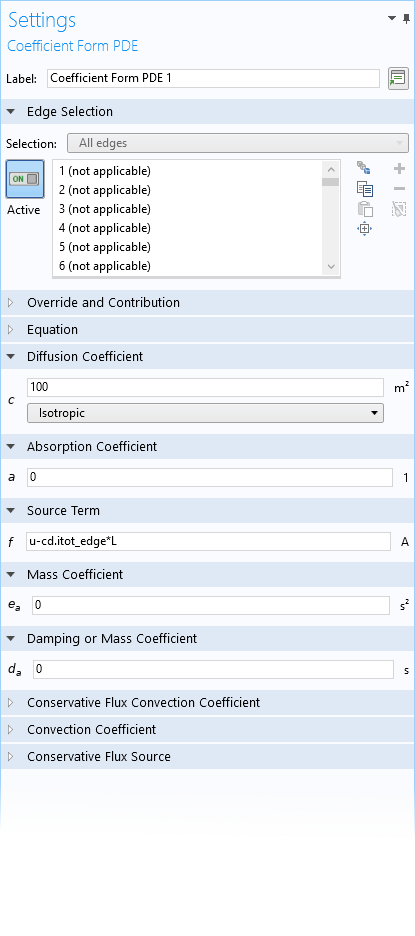 Settings
Coefficient Form PDE
Label: Coefficient Form PDE 1
Edge Selection
Selection: All edges
ON
Active
1 (not applicable)
2 (not applicable)
3 (not applicable)
4 (not applicable)
5 (not applicable)
6 (not applicable)
Override and Contribution
Equation
Diffusion Coefficient
c 100 m²
Isotropic
Absorption Coefficient
a 0 1
Source Term
f u-cd.itot_edge*L A
Mass Coefficient
eₐ 0 s²
Damping or Mass Coefficient
dₐ 0 s
Conservative Flux Convection Coefficient
Convection Coefficient
Conservative Flux Source